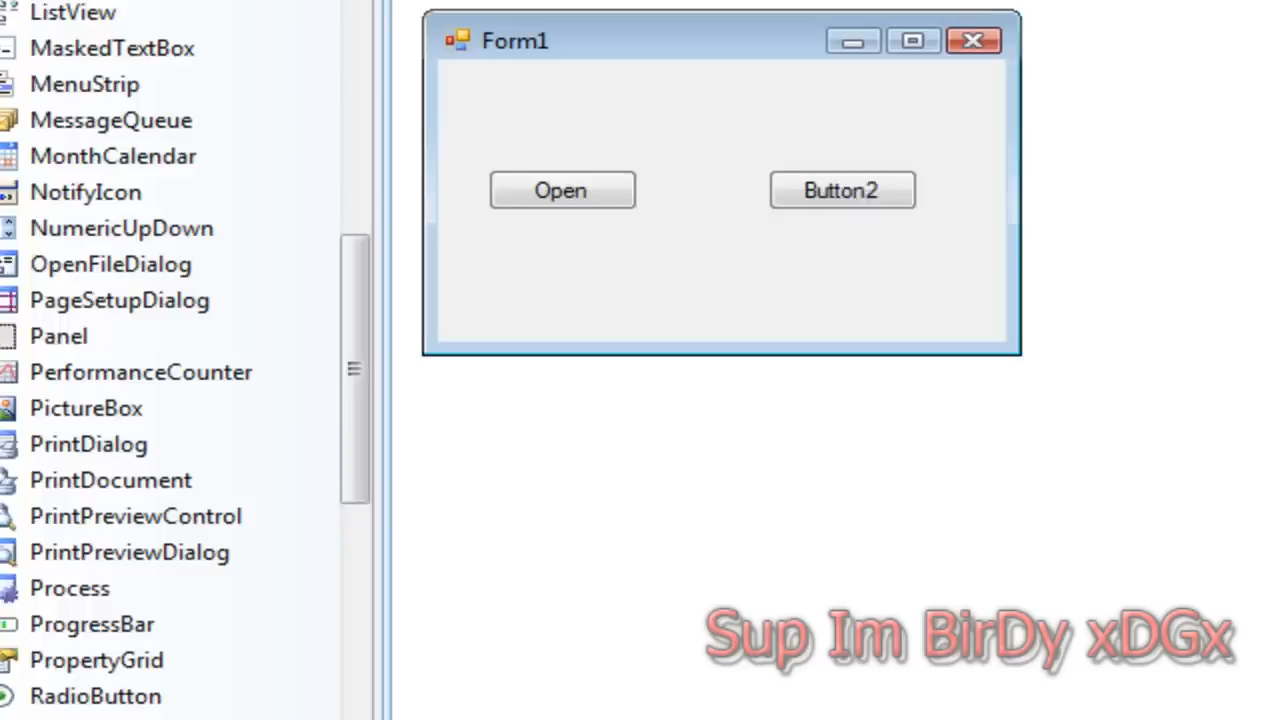 ListView
MaskedTextBox
MenuStrip
MessageQueue
MonthCalendar
NotifyIcon
NumericUpDown
OpenFileDialog
PageSetupDialog
Panel
PerformanceCounter
PictureBox
PrintDialog
PrintDocument
PrintPreviewControl
PrintPreviewDialog
Process
ProgressBar
PropertyGrid
RadioButton
Form1
Open
Button2
Sup Im BirDy xDGx